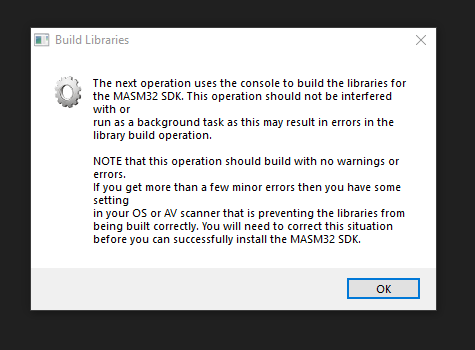 Build Libraries
The next operation uses the console to build the libraries for
the MASM32 SDK. This operation should not be interfered
with or
run as a background task as this may result in errors in the
library build operation.
NOTE that this operation should build with no warnings or
errors.
If you get more than a few minor errors then you have some
setting
in your OS or AV scanner that is preventing the libraries from
being built correctly. You will need to correct this situation
before you can successfully install the MASM32 SDK.
OK